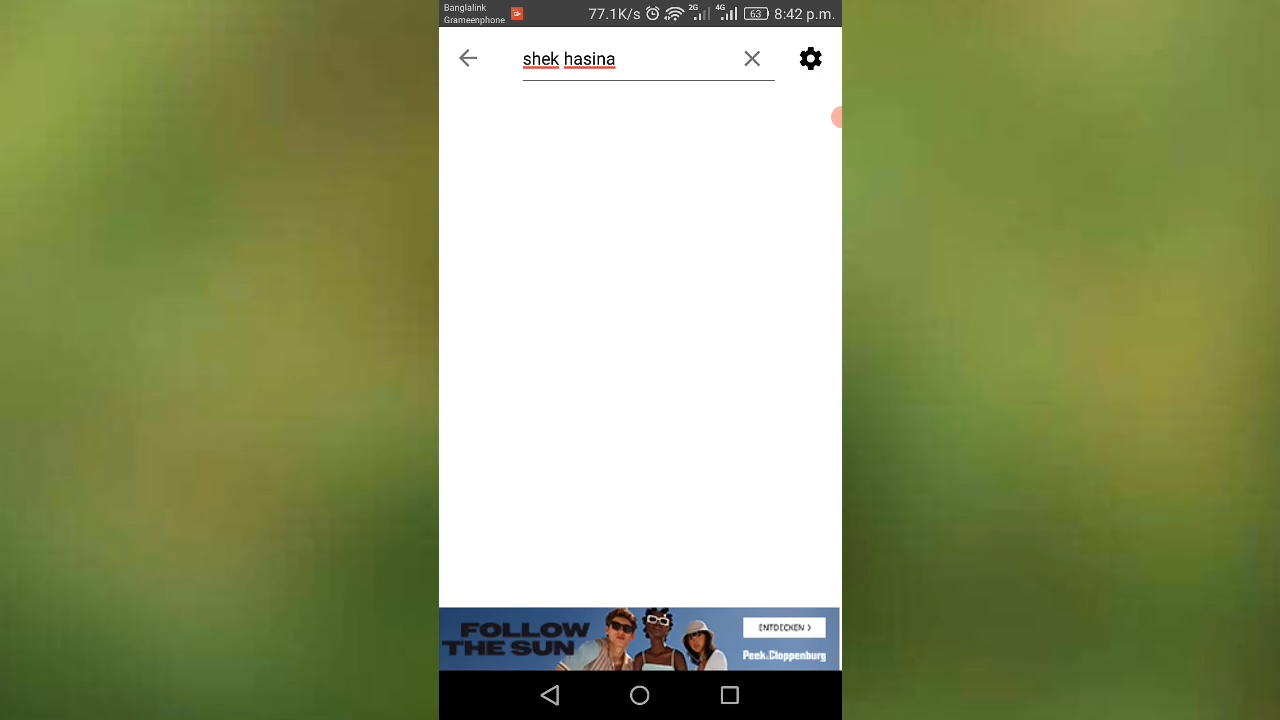 Banglalink
Grameenphone
77.1K/s 2G 4G 63 8:42 p.m.
shek hasina
FOLLOW
THE SUN
ENTDECKEN >
Peek&Cloppenburg